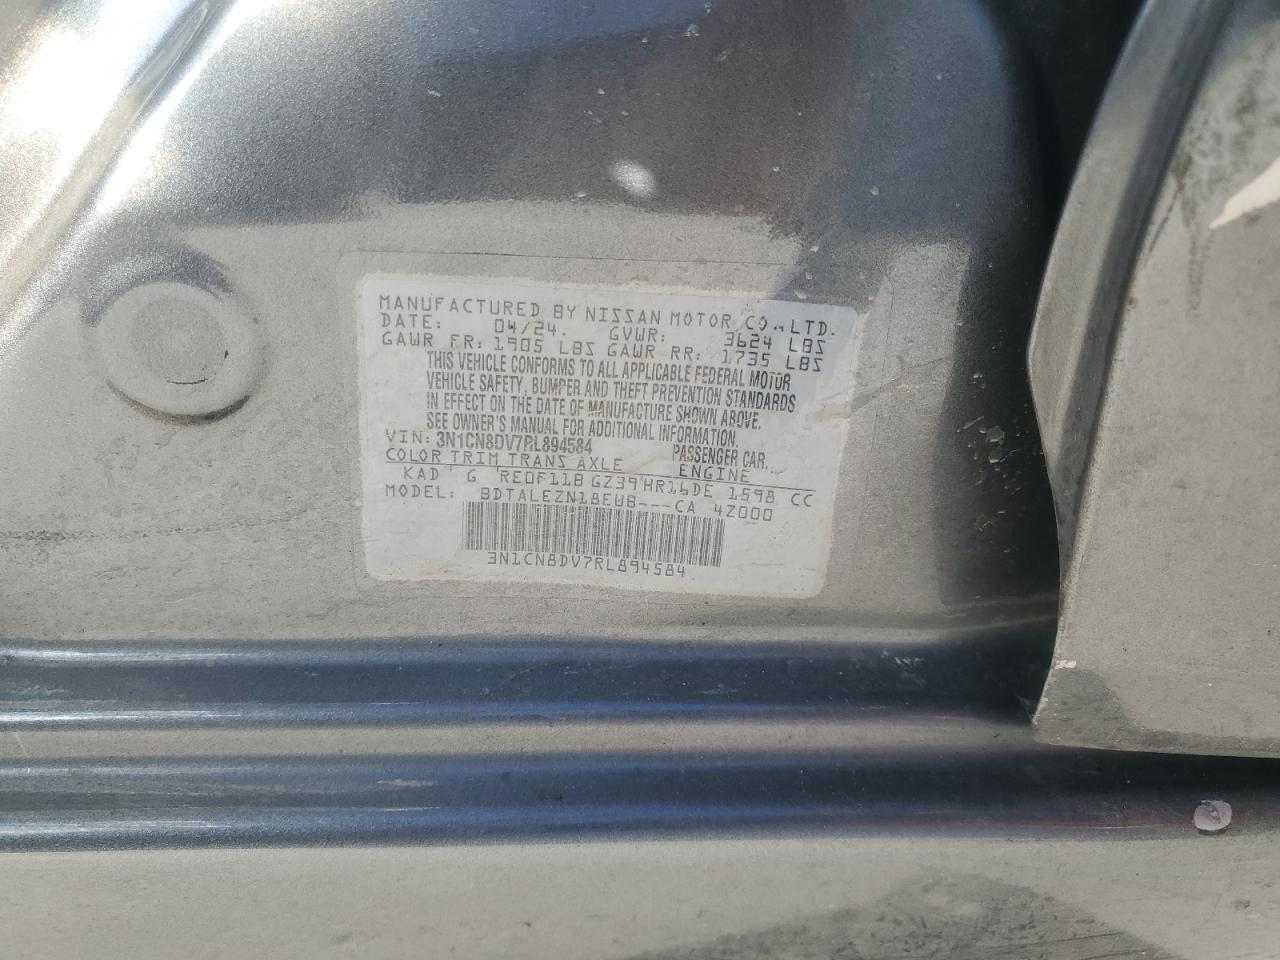 MANUFACTURED BY NISSAN MOTOR CO., LTD.
DATE: 04/24. GVWR: 3624 LBS
GAWR FR: 1905 LBS GAWR RR: 1735 LBS
THIS VEHICLE CONFORMS TO ALL APPLICABLE FEDERAL MOTOR
VEHICLE SAFETY, BUMPER AND THEFT PREVENTION STANDARDS
IN EFFECT ON THE DATE OF MANUFACTURE SHOWN ABOVE.
SEE OWNER'S MANUAL FOR ADDITIONAL INFORMATION.
VIN: 3N1CN8DV7RL894584 PASSENGER CAR.
COLOR TRIM TRANS AXLE ENGINE
KAD G RE0F11B GZ39 HR16DE 1598 CC
MODEL: BDTALEZN18EUB---CA 4Z000
3N1CN8DV7RL894584